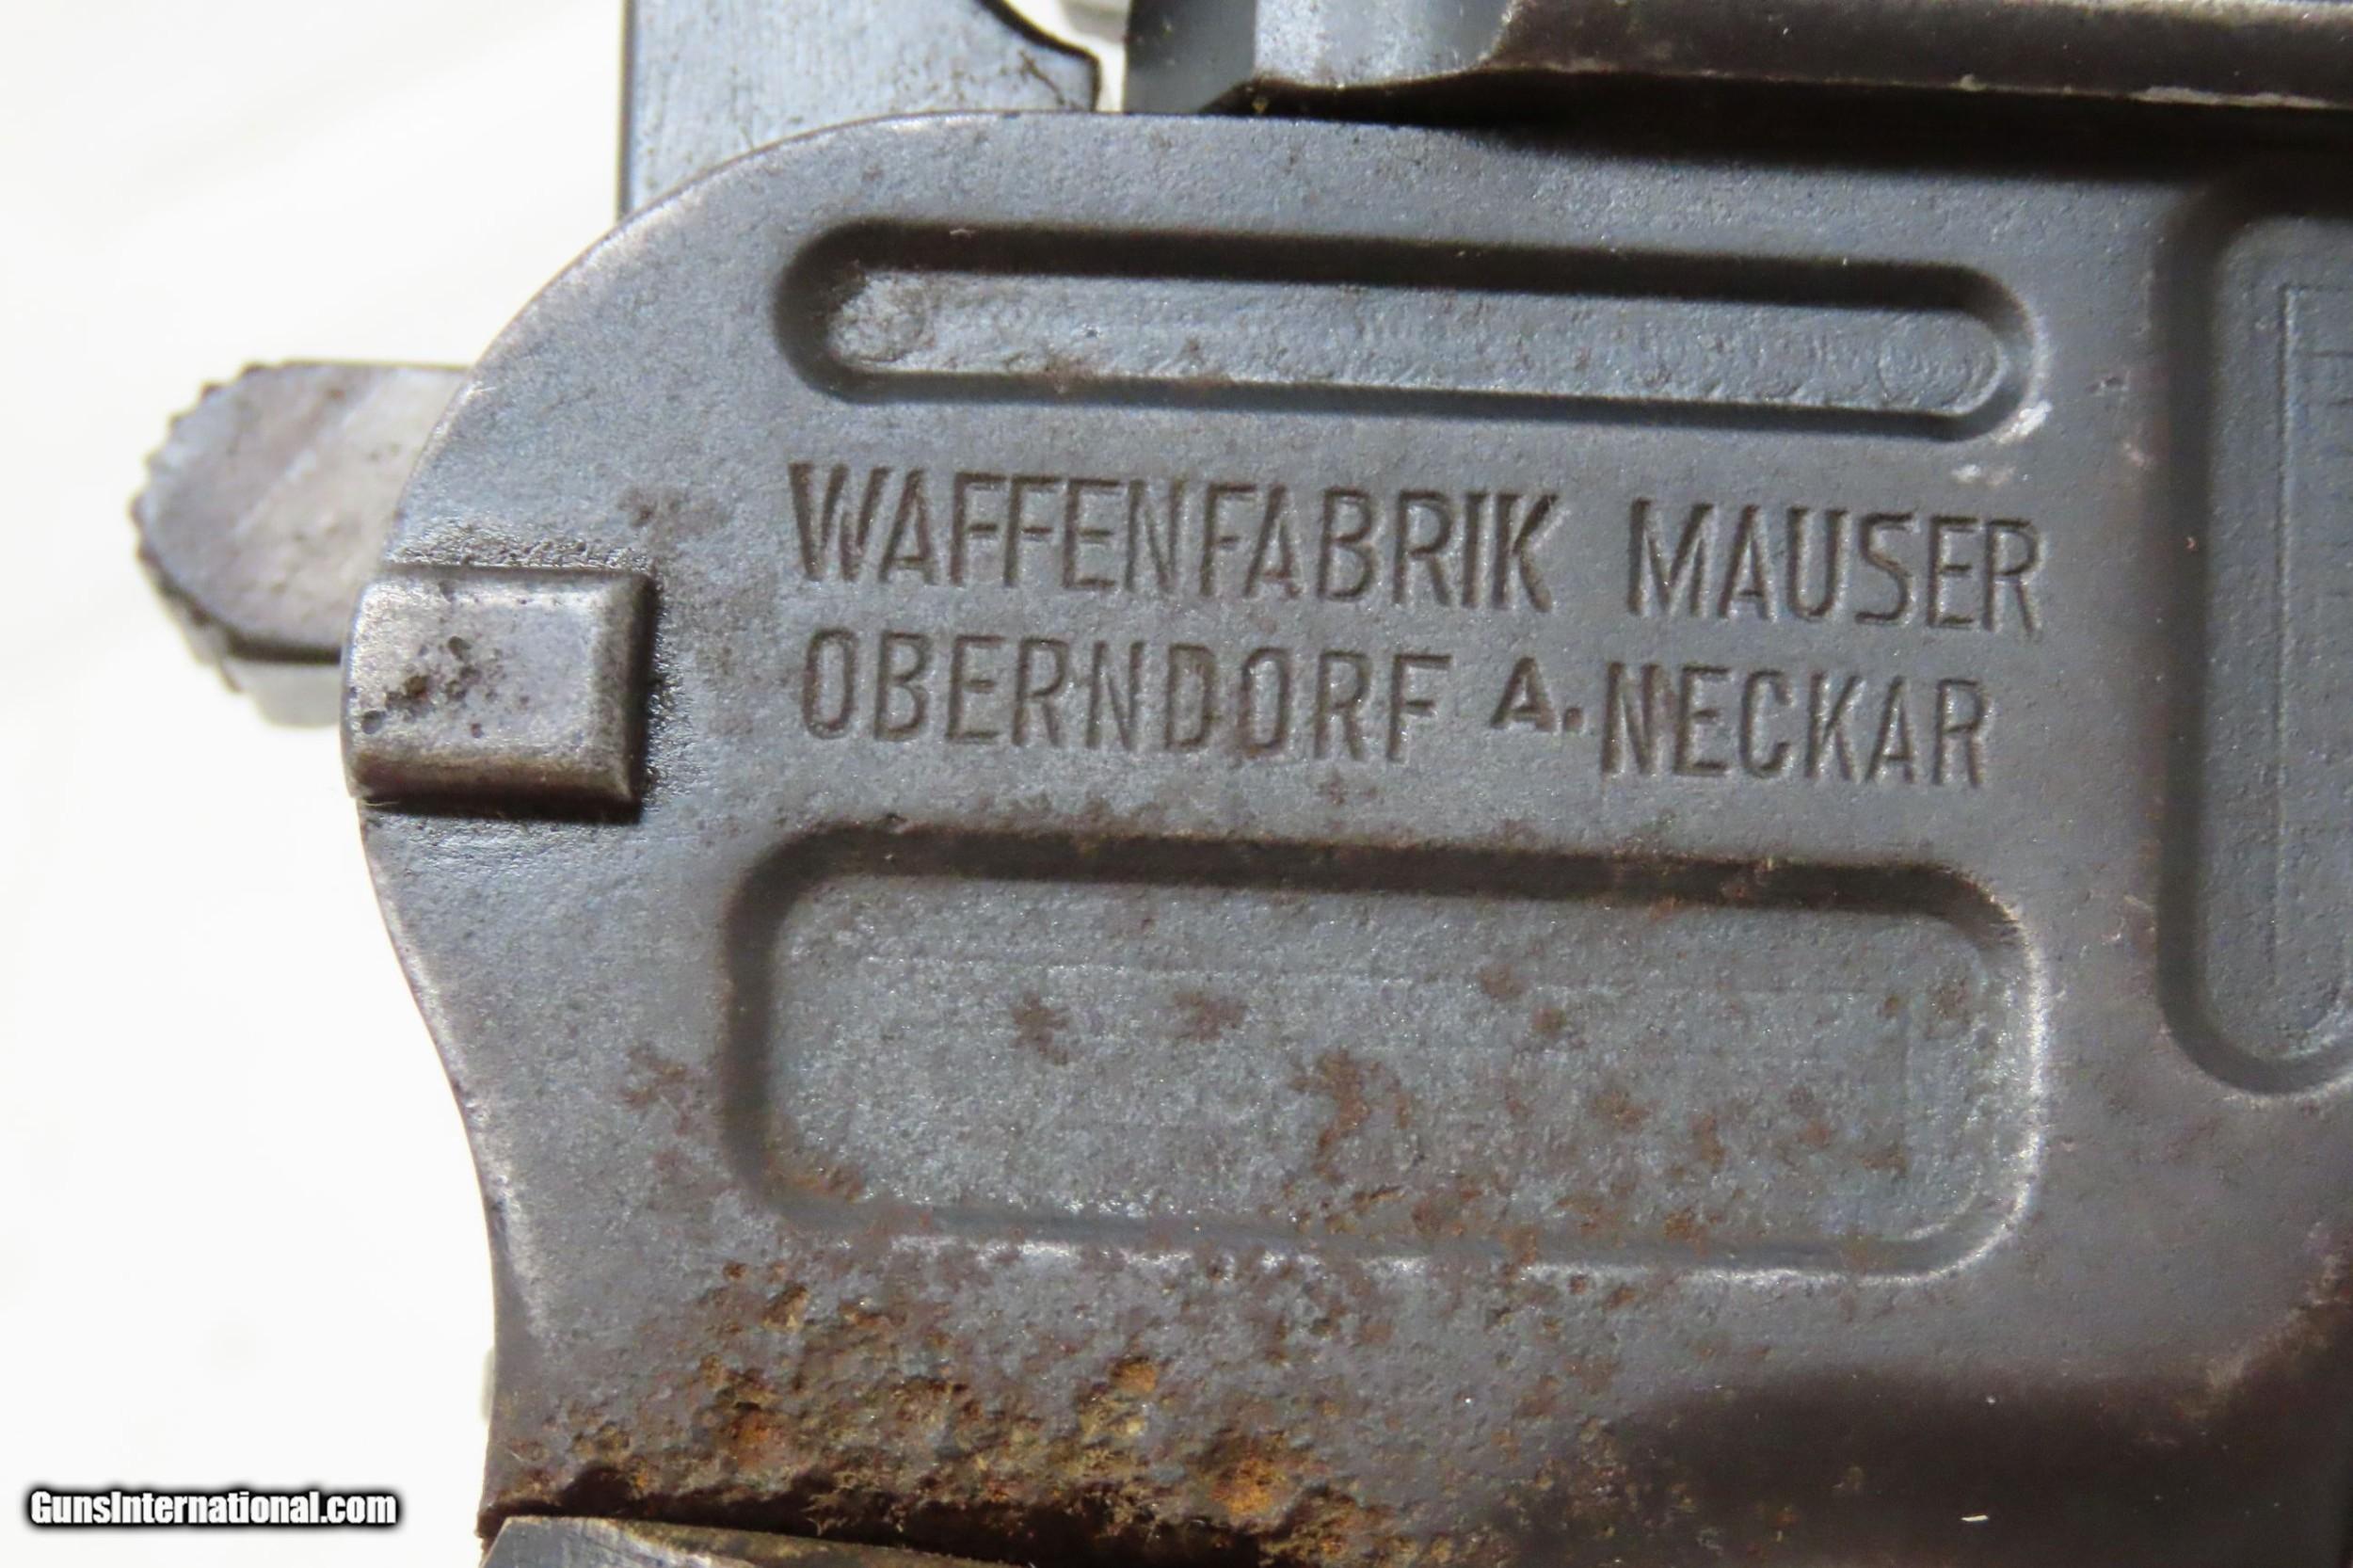 WAFFENFABRIK MAUSER
OBERNDORF A. NECKAR
GunsInternational.com